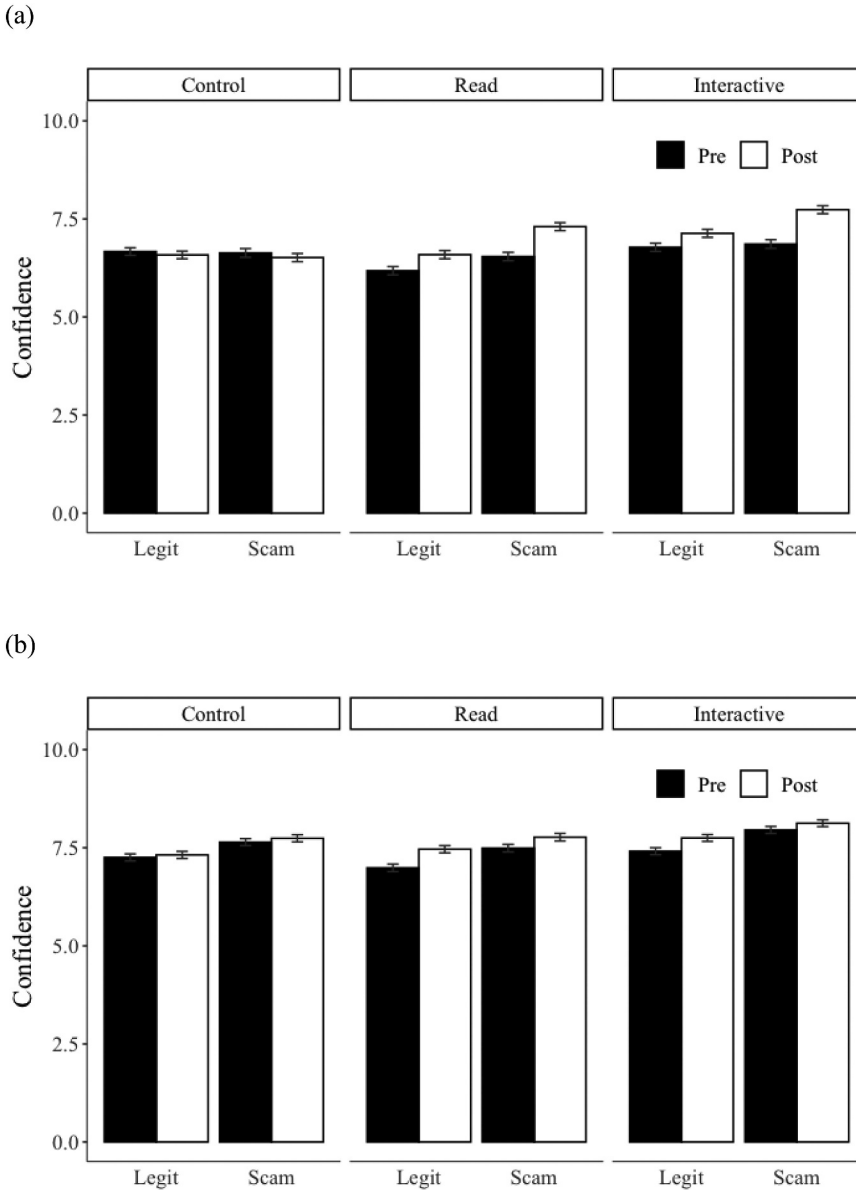 (a)
Control Read Interactive
10.0
Pre Post
7.5
5.0
2.5
0.0
Confidence
Legit Scam Legit Scam Legit Scam
(b)
Control Read Interactive
10.0
Pre Post
7.5
5.0
2.5
0.0
Confidence
Legit Scam Legit Scam Legit Scam